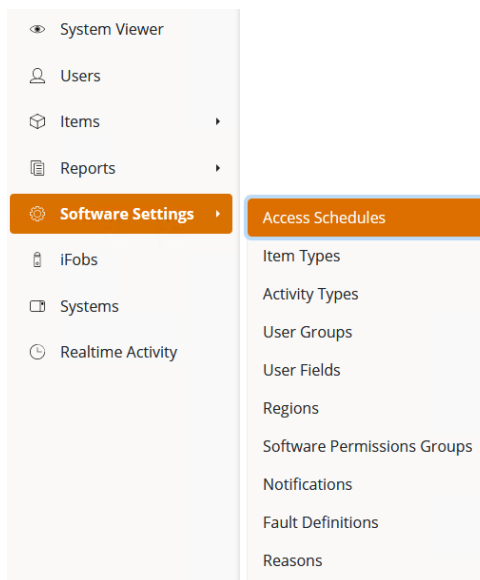 System Viewer
Users
Items
Reports
Software Settings
iFobs
Systems
Realtime Activity
Access Schedules
Item Types
Activity Types
User Groups
User Fields
Regions
Software Permissions Groups
Notifications
Fault Definitions
Reasons